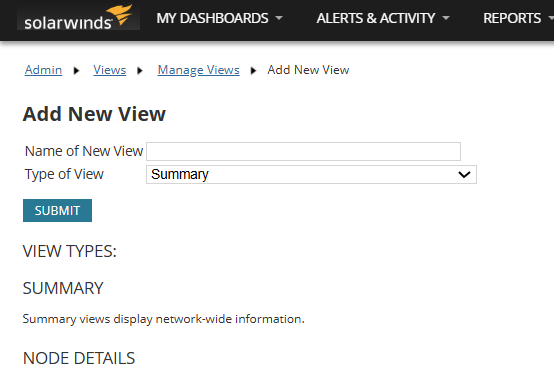 solarwinds MY DASHBOARDS ALERTS & ACTIVITY REPORTS
Admin Views Manage Views Add New View
Add New View
Name of New View
Type of View Summary
SUBMIT
VIEW TYPES:
SUMMARY
Summary views display network-wide information.
NODE DETAILS